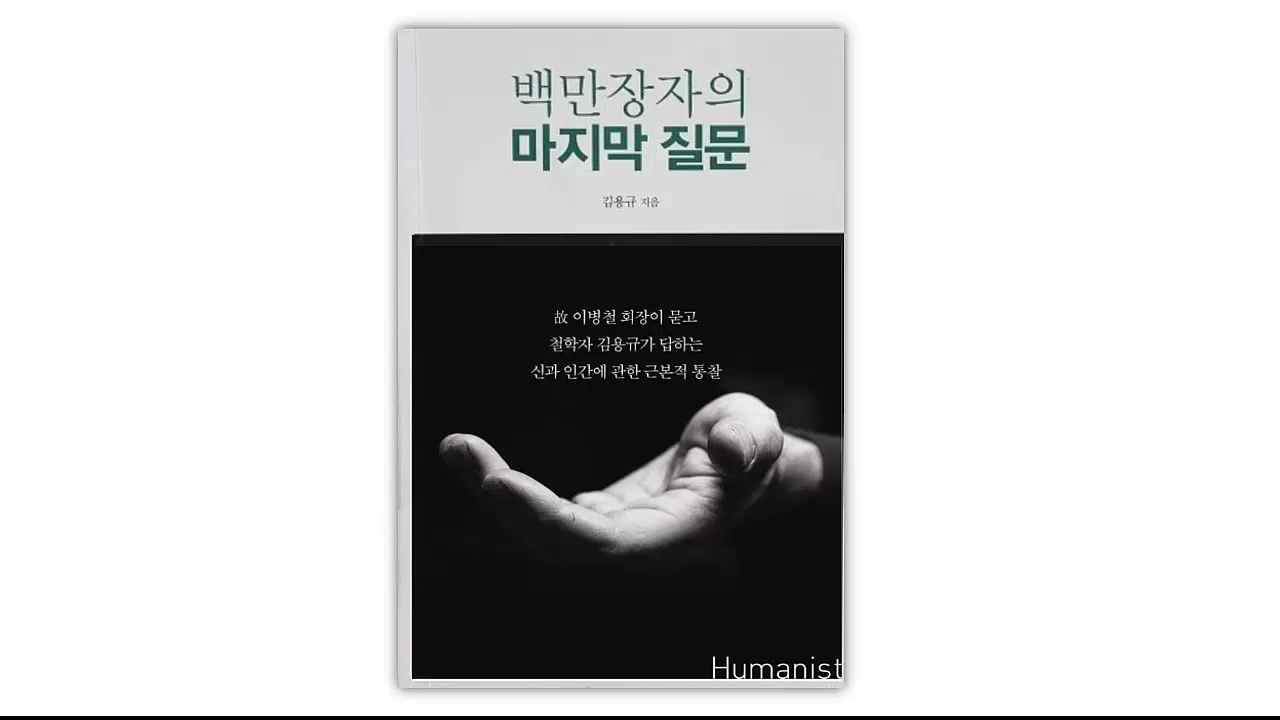 백만장자의
마지막 질문
김용규 지음
故 이병철 회장이 묻고
철학자 김용규가 답하는
신과 인간에 관한 근본적 통찰
Humanist